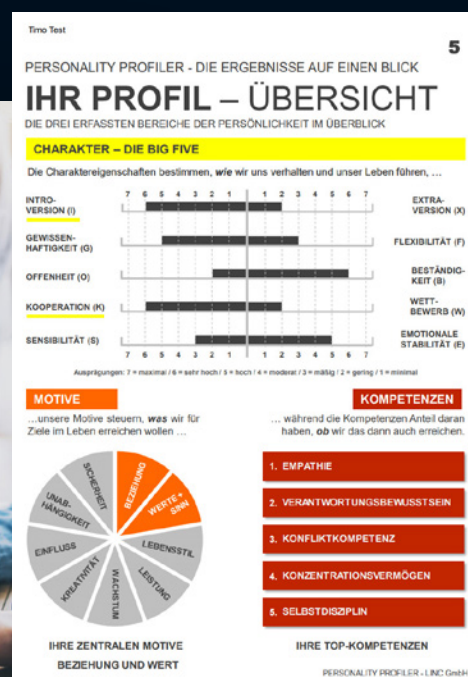 Timo Test
5
PERSONALITY PROFILER - DIE ERGEBNISSE AUF EINEN BLICK
IHR PROFIL – ÜBERSICHT
DIE DREI ERFASSTEN BEREICHE DER PERSÖNLICHKEIT IM ÜBERBLICK
CHARAKTER – DIE BIG FIVE
Die Charaktereigenschaften bestimmen, wie wir uns verhalten und unser Leben führen, …
7 6 5 4 3 2 1 1 2 3 4 5 6 7
INTRO-
VERSION (I)
EXTRA-
VERSION (X)
GEWISSEN-
HAFTIGKEIT (G)
FLEXIBILITÄT (F)
OFFENHEIT (O)
BESTÄNDIG-
KEIT (B)
KOOPERATION (K)
WETT-
BEWERB (W)
SENSIBILITÄT (S)
EMOTIONALE
STABILITÄT (E)
7 6 5 4 3 2 1 1 2 3 4 5 6 7
Ausprägungen: 7 = maximal / 6 = sehr hoch / 5 = hoch / 4 = moderat / 3 = mäßig / 2 = gering / 1 = minimal
MOTIVE
…unsere Motive steuern, was wir für
Ziele im Leben erreichen wollen …
SICHERHEIT
BEZIEHUNG
WERTE +
SINN
LEBENSSTIL
LEISTUNG
WACHSTUM
KREATIVITÄT
EINFLUSS
UNAB-
HÄNGIGKEIT
IHRE ZENTRALEN MOTIVE
BEZIEHUNG UND WERT
KOMPETENZEN
… während die Kompetenzen Anteil daran
haben, ob wir das dann auch erreichen.
1. EMPATHIE
2. VERANTWORTUNGSBEWUSSTSEIN
3. KONFLIKTKOMPETENZ
4. KONZENTRATIONSVERMÖGEN
5. SELBSTDISZIPLIN
IHRE TOP-KOMPETENZEN
PERSONALITY PROFILER - LINC GmbH